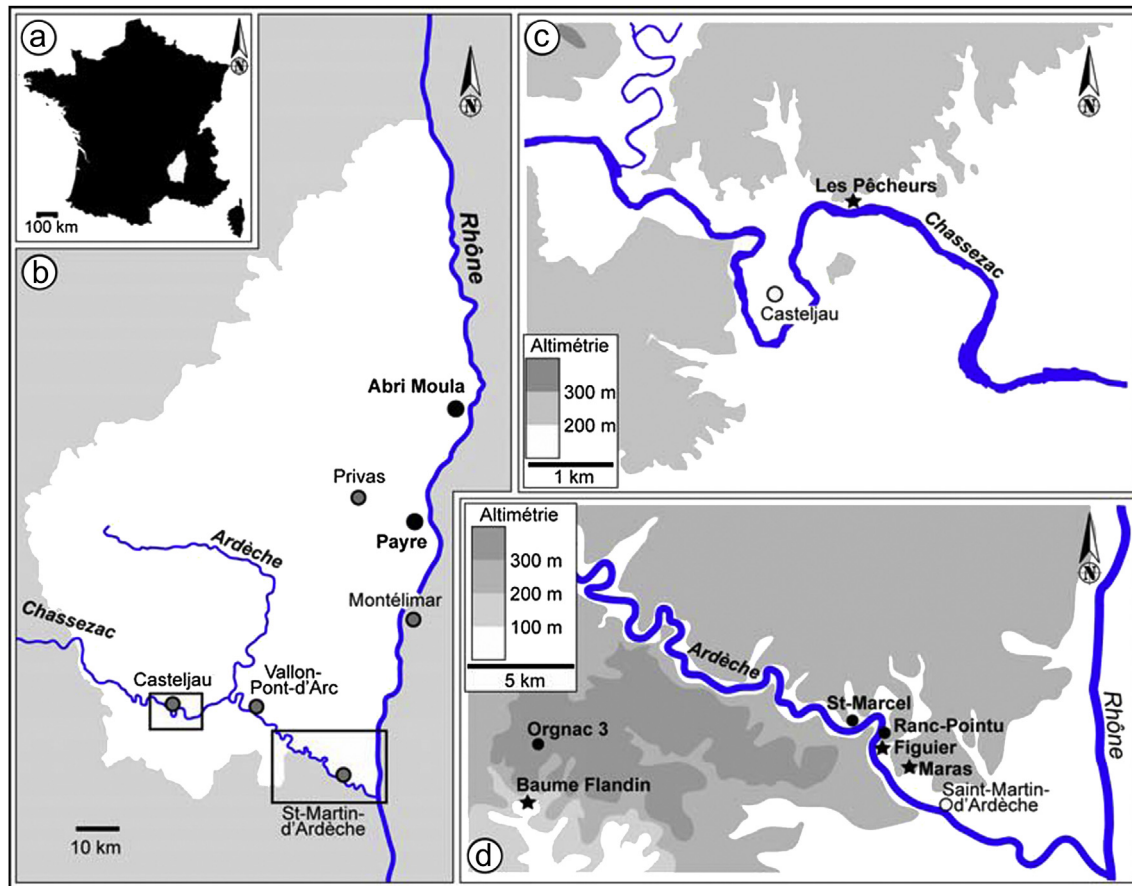 a
N
100 km
b
N
Rhône
Abri Moula
Privas
Payre
Ardèche
Montélimar
Chassezac
Casteljau
Vallon-
Pont-d'Arc
St-Martin-
d'Ardèche
10 km
c
N
Les Pêcheurs
Chassezac
Casteljau
Altimétrie
300 m
200 m
1 km
d
N
Altimétrie
300 m
200 m
100 m
5 km
Ardèche
Rhône
St-Marcel
Ranc-Pointu
Orgnac 3
Figuier
Maras
Baume Flandin
Saint-Martin-
d'Ardèche